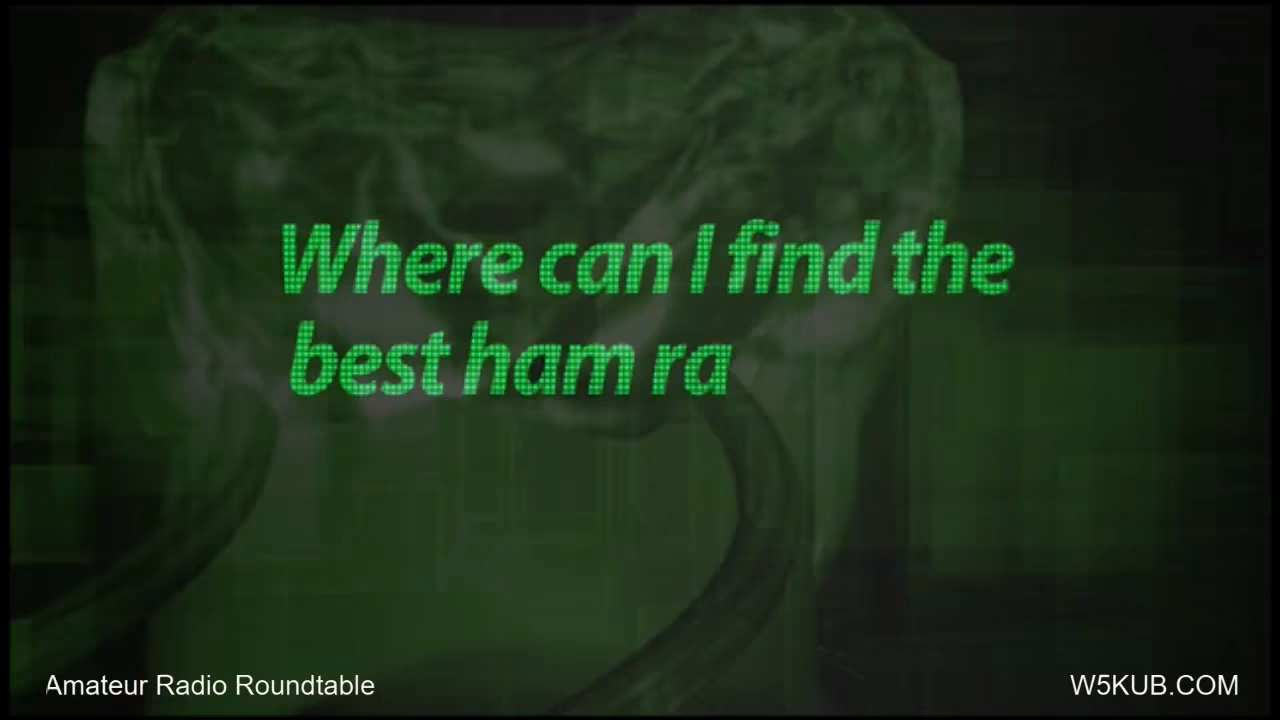 Where can I find the
best ham ra
Amateur Radio Roundtable
W5KUB.COM